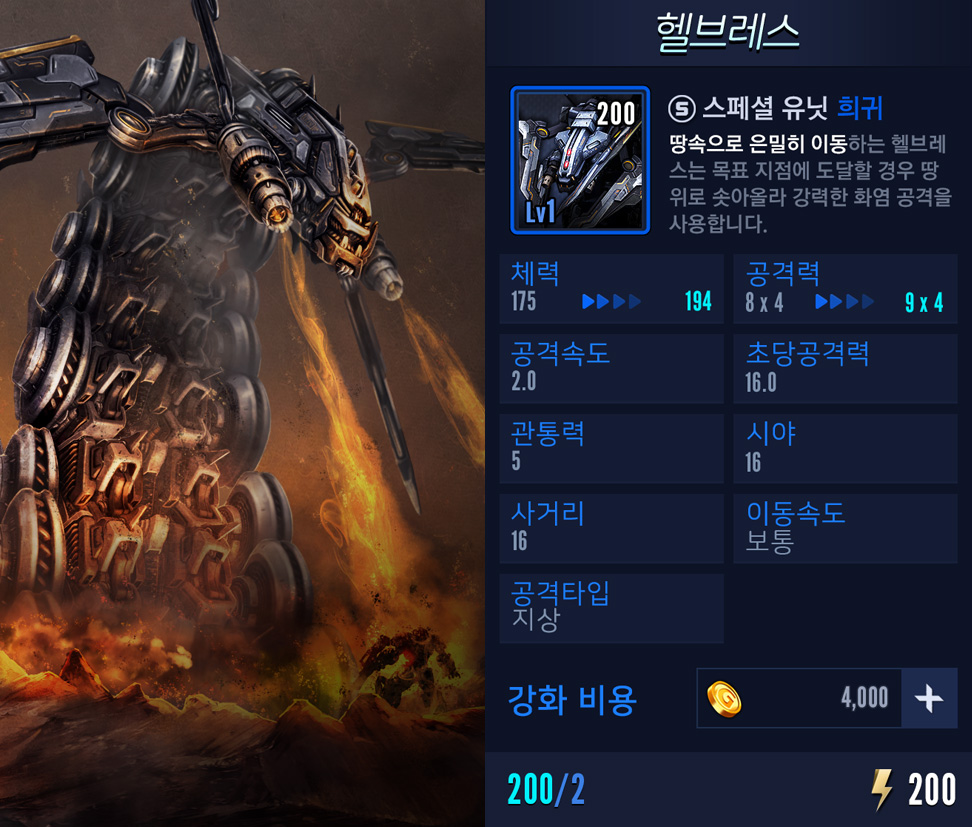 헬브레스
200
Lv1
S 스페셜 유닛 희귀
땅속으로 은밀히 이동하는 헬브레
스는 목표 지점에 도달할 경우 땅
위로 솟아올라 강력한 화염 공격을
사용합니다.
체력
175 194
공격력
8 x 4 9 x 4
공격속도
2.0
초당공격력
16.0
관통력
5
시야
16
사거리
16
이동속도
보통
공격타입
지상
강화 비용 4,000 +
200/2 200